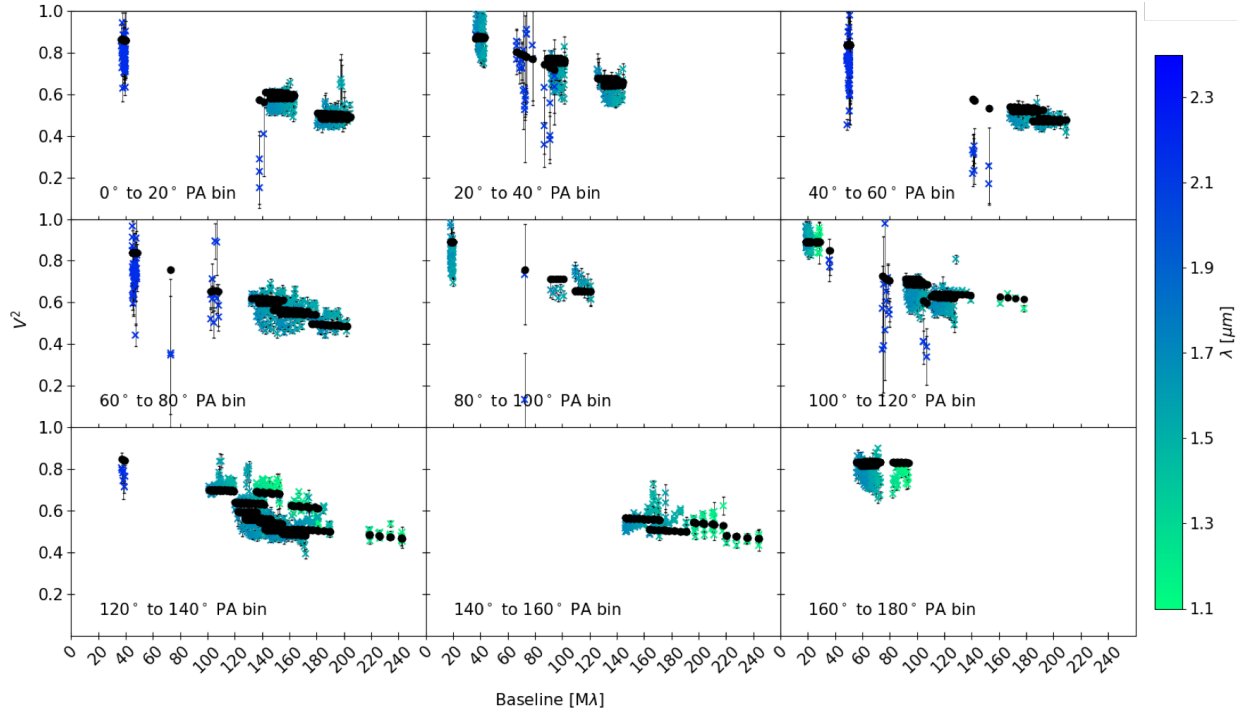 1.0
0.8
0.6
0.4
0.2
0° to 20° PA bin
20° to 40° PA bin
40° to 60° PA bin
1.0
0.8
0.6
0.4
0.2
V²
60° to 80° PA bin
80° to 100° PA bin
100° to 120° PA bin
1.0
0.8
0.6
0.4
0.2
120° to 140° PA bin
140° to 160° PA bin
160° to 180° PA bin
0 20 40 60 80 100 120 140 160 180 200 220 240
0 20 40 60 80 100 120 140 160 180 200 220 240
0 20 40 60 80 100 120 140 160 180 200 220 240
Baseline [Mλ]
2.3
2.1
1.9
1.7
1.5
1.3
1.1
λ [μm]